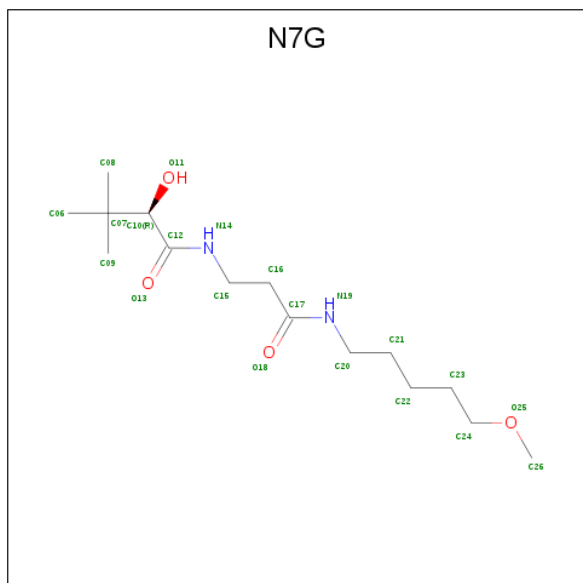 N7G
C08
O11
OH
C06
C07
C10(R)
C12
N14
H
N
C09
O
O13
C15
C16
C17
N19
H
N
O
O18
C20
C21
C22
C23
C24
O25
O
C26